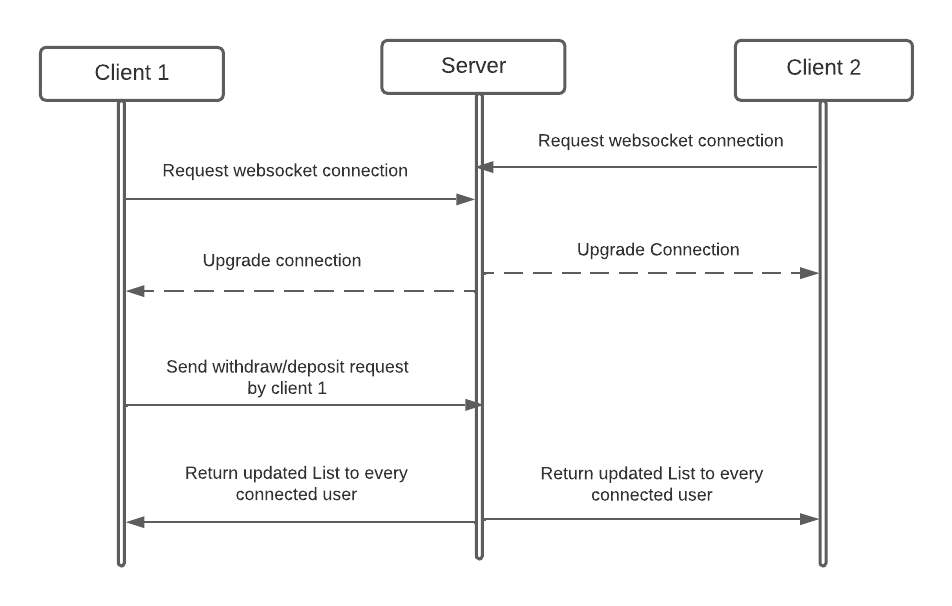 Client 1
Server
Client 2
Request websocket connection
Request websocket connection
Upgrade Connection
Upgrade connection
Send withdraw/deposit request
by client 1
Return updated List to every
connected user
Return updated List to every
connected user